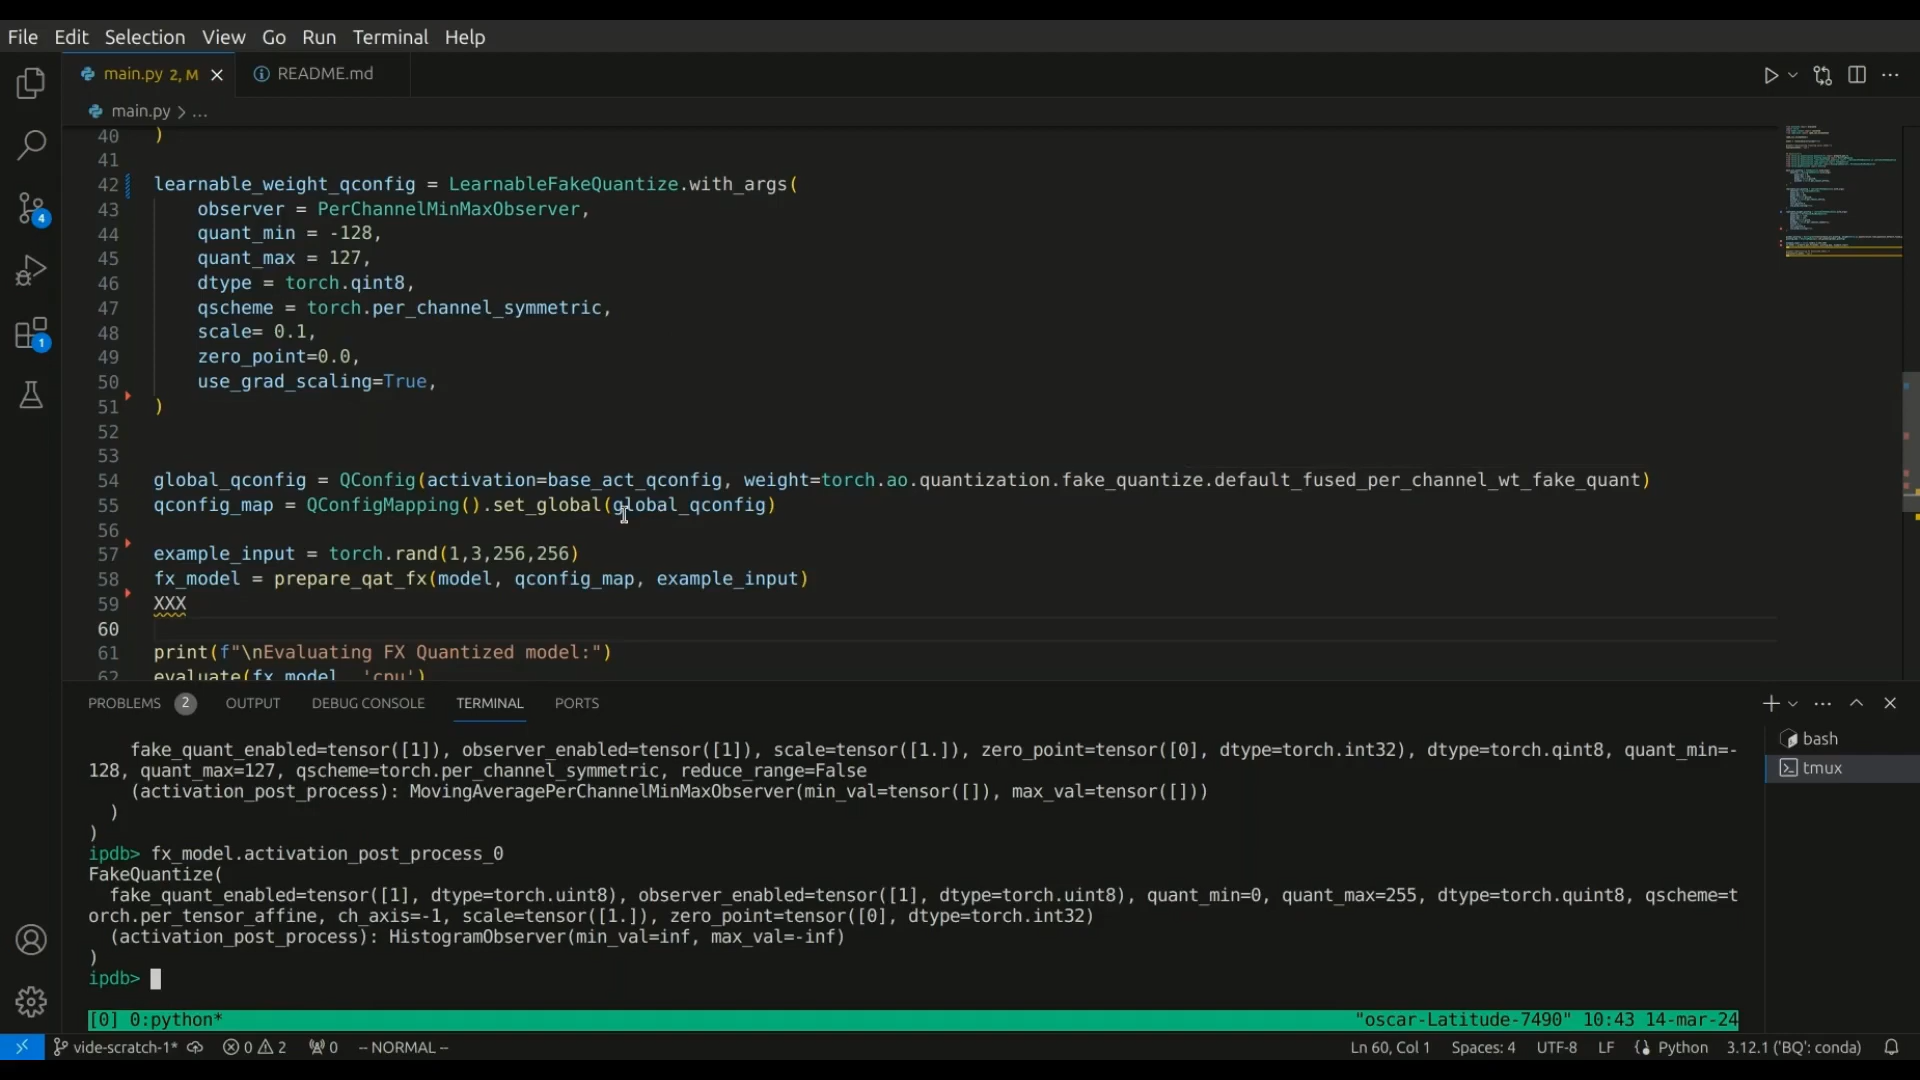 File Edit Selection View Go Run Terminal Help
main.py 2, M README.md
main.py > ...
40 )
41
42 learnable_weight_qconfig = LearnableFakeQuantize.with_args(
43 observer = PerChannelMinMaxObserver,
44 quant_min = -128,
45 quant_max = 127,
46 dtype = torch.qint8,
47 qscheme = torch.per_channel_symmetric,
48 scale= 0.1,
49 zero_point=0.0,
50 use_grad_scaling=True,
51 )
52
53
54 global_qconfig = QConfig(activation=base_act_qconfig, weight=torch.ao.quantization.fake_quantize.default_fused_per_channel_wt_fake_quant)
55 qconfig_map = QConfigMapping().set_global(global_qconfig)
56
57 example_input = torch.rand(1,3,256,256)
58 fx_model = prepare_qat_fx(model, qconfig_map, example_input)
59 XXX
60
61 print(f"\nEvaluating FX Quantized model:")
62 evaluate(fx_model, 'cpu')
PROBLEMS 2 OUTPUT DEBUG CONSOLE TERMINAL PORTS
fake_quant_enabled=tensor([1]), observer_enabled=tensor([1]), scale=tensor([1.]), zero_point=tensor([0], dtype=torch.int32), dtype=torch.qint8, quant_min=-
128, quant_max=127, qscheme=torch.per_channel_symmetric, reduce_range=False
(activation_post_process): MovingAveragePerChannelMinMaxObserver(min_val=tensor([]), max_val=tensor([]))
)
)
ipdb> fx_model.activation_post_process_0
FakeQuantize(
fake_quant_enabled=tensor([1], dtype=torch.uint8), observer_enabled=tensor([1], dtype=torch.uint8), quant_min=0, quant_max=255, dtype=torch.quint8, qscheme=t
orch.per_tensor_affine, ch_axis=-1, scale=tensor([1.]), zero_point=tensor([0], dtype=torch.int32)
(activation_post_process): HistogramObserver(min_val=inf, max_val=-inf)
)
ipdb>
bash
tmux
4
1
[0] 0:python* "oscar-Latitude-7490" 10:43 14-mar-24
vide-scratch-1* 0 2 0 -- NORMAL -- Ln 60, Col 1 Spaces: 4 UTF-8 LF Python 3.12.1 ('BQ': conda)